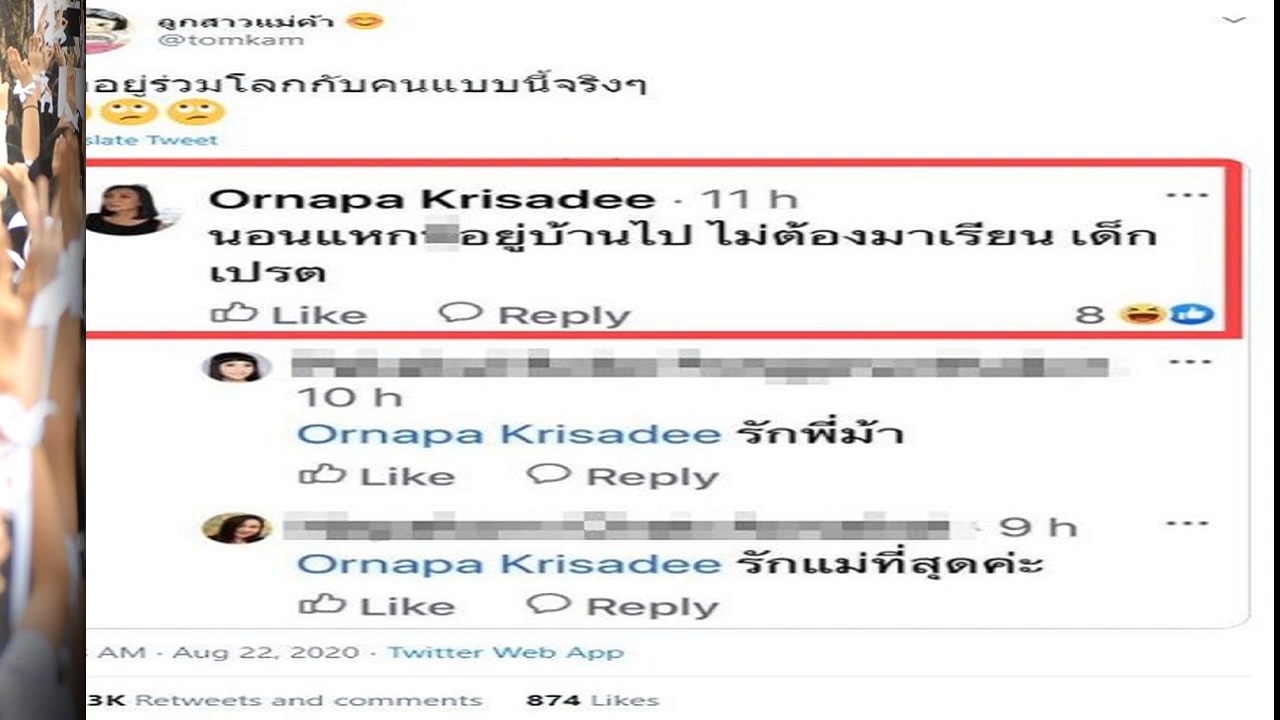 ลูกสาวแม่ค้า
@tomkam
อยู่ร่วมโลกกับคนแบบนี้จริงๆ
slate Tweet
Ornapa Krisadee · 11 h
นอนแหก อยู่บ้านไป ไม่ต้องมาเรียน เด็ก
เปรต
Like Reply 8
10 h
Ornapa Krisadee รักพี่ม้า
Like Reply
9 h
Ornapa Krisadee รักแม่ที่สุดค่ะ
Like Reply
AM · Aug 22, 2020 · Twitter Web App
3K Retweets and comments 874 Likes